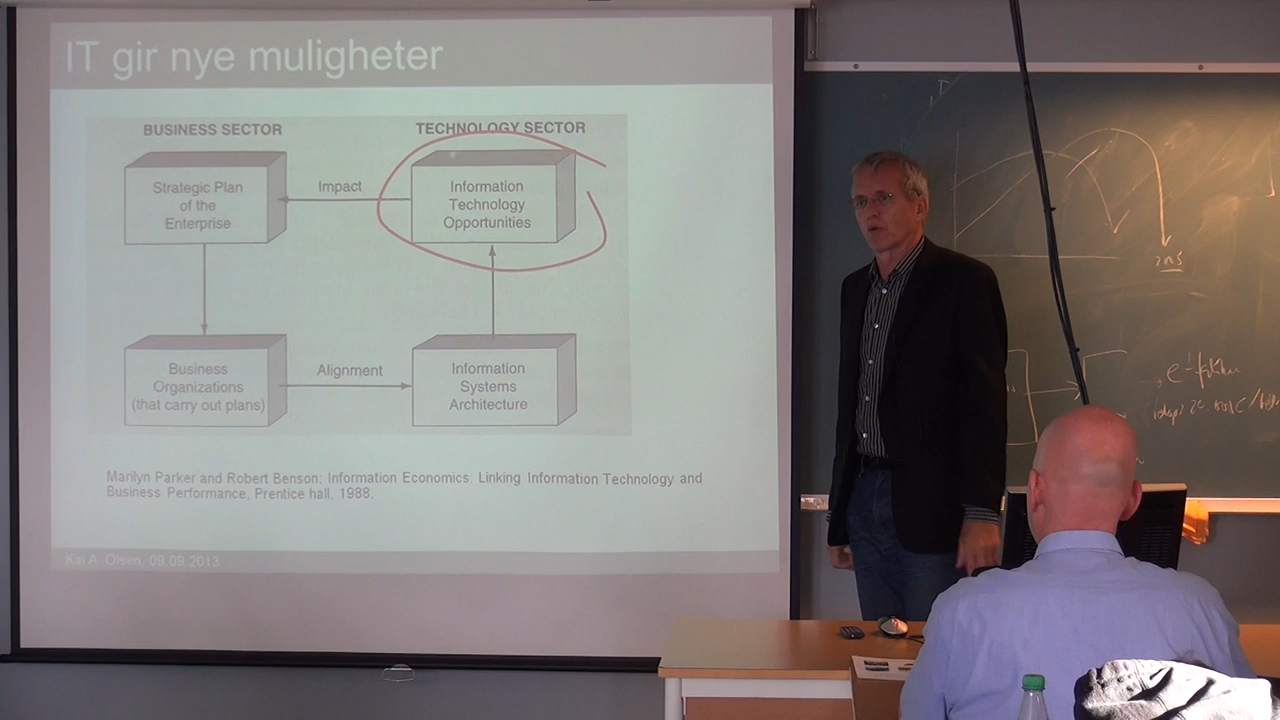 IT gir nye muligheter
BUSINESS SECTOR
TECHNOLOGY SECTOR
Strategic Plan
of the
Enterprise
Impact
Information
Technology
Opportunities
Business
Organizations
(that carry out plans)
Alignment
Information
Systems
Architecture
Marilyn Parker and Robert Benson: Information Economics: Linking Information Technology and
Business Performance, Prentice hall, 1988.
Kai A. Olsen, 09.09.2013